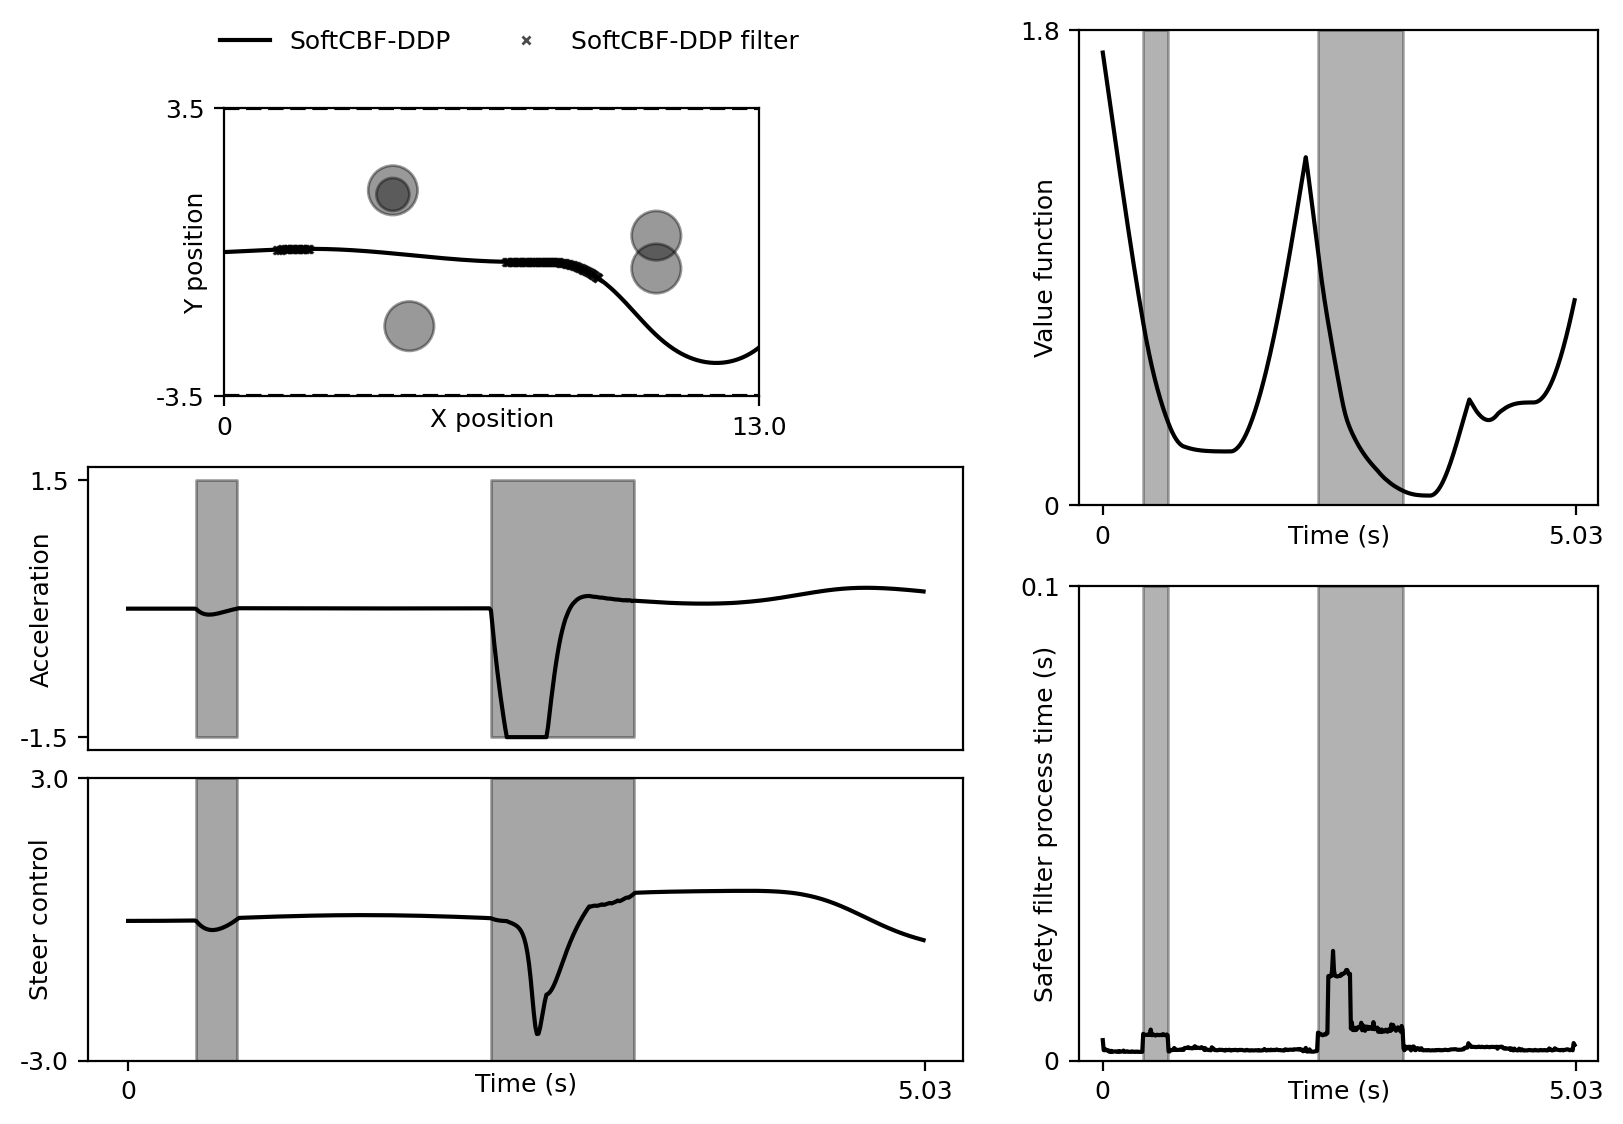 SoftCBF-DDP
SoftCBF-DDP filter
3.5
Y position
-3.5
0
X position
13.0
1.5
Acceleration
-1.5
3.0
Steer control
-3.0
0
Time (s)
5.03
1.8
Value function
0
0
Time (s)
5.03
0.1
Safety filter process time (s)
0
0
Time (s)
5.03